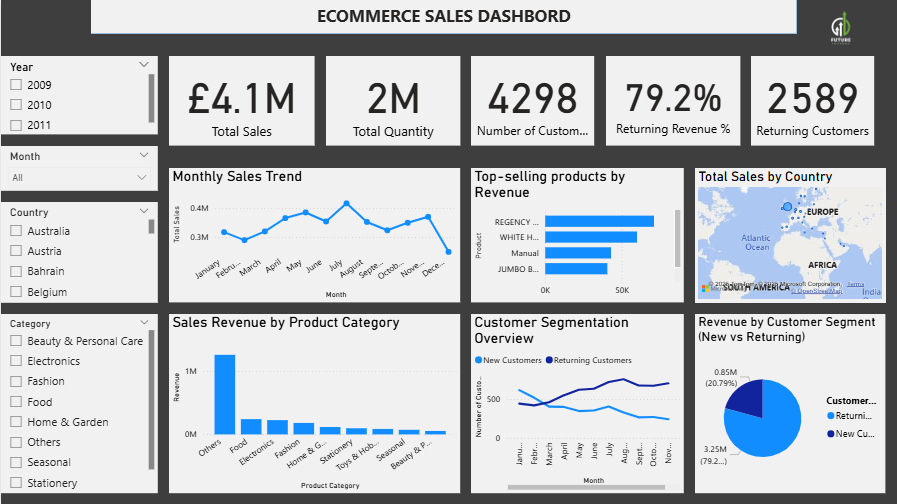 ECOMMERCE SALES DASHBORD
FUTURE
Year
2009
2010
2011
Month
All
Country
Australia
Austria
Bahrain
Belgium
Category
Beauty & Personal Care
Electronics
Fashion
Food
Home & Garden
Others
Seasonal
Stationery
£4.1M
Total Sales
2M
Total Quantity
4298
Number of Custom...
79.2%
Returning Revenue %
2589
Returning Customers
Monthly Sales Trend
Total Sales
0.4M
0.3M
January
Febru...
March
April
May
June
July
August
Septe...
Octob...
Nove...
Dece...
Month
Top-selling products by
Revenue
Product
REGENCY ...
WHITE H...
Manual
JUMBO B...
0K
50K
Total Sales by Country
EUROPE
Atlantic
Ocean
AFRICA
SOUTH AMERICA
India
Microsoft Corporation
Terms
© OpenStreetMap
Sales Revenue by Product Category
Revenue
1M
0M
Others
Food
Electronics
Fashion
Home & G...
Stationery
Toys & Hob...
Seasonal
Beauty & P...
Product Category
Customer Segmentation
Overview
New Customers
Returning Customers
Number of Custo...
500
0
Janu...
Febr...
March
April
May
June
July
Aug...
Sept...
Octo...
Nov...
Month
Revenue by Customer Segment
(New vs Returning)
0.85M
(20.79%)
3.25M
(79.2...)
Customer...
Returni...
New Cu...